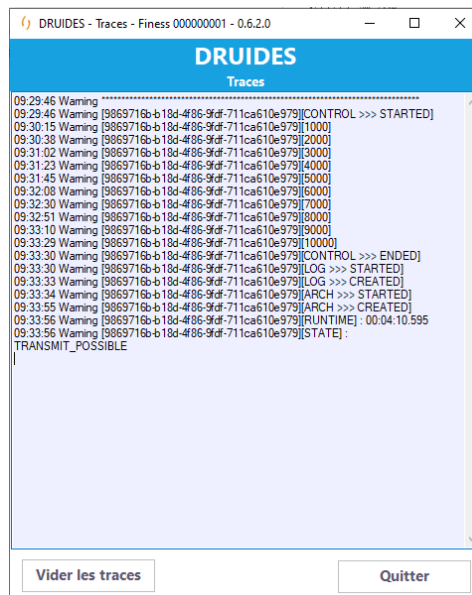 DRUIDES - Traces - Finess 000000001 - 0.6.2.0
DRUIDES
Traces
09:29:46 Warning ********************************************************************************
09:29:46 Warning [9869716b-b18d-4f86-9fdf-711ca610e979][CONTROL >>> STARTED]
09:30:15 Warning [9869716b-b18d-4f86-9fdf-711ca610e979][1000]
09:30:38 Warning [9869716b-b18d-4f86-9fdf-711ca610e979][2000]
09:31:02 Warning [9869716b-b18d-4f86-9fdf-711ca610e979][3000]
09:31:23 Warning [9869716b-b18d-4f86-9fdf-711ca610e979][4000]
09:31:45 Warning [9869716b-b18d-4f86-9fdf-711ca610e979][5000]
09:32:08 Warning [9869716b-b18d-4f86-9fdf-711ca610e979][6000]
09:32:30 Warning [9869716b-b18d-4f86-9fdf-711ca610e979][7000]
09:32:51 Warning [9869716b-b18d-4f86-9fdf-711ca610e979][8000]
09:33:10 Warning [9869716b-b18d-4f86-9fdf-711ca610e979][9000]
09:33:29 Warning [9869716b-b18d-4f86-9fdf-711ca610e979][10000]
09:33:30 Warning [9869716b-b18d-4f86-9fdf-711ca610e979][CONTROL >>> ENDED]
09:33:30 Warning [9869716b-b18d-4f86-9fdf-711ca610e979][LOG >>> STARTED]
09:33:33 Warning [9869716b-b18d-4f86-9fdf-711ca610e979][LOG >>> CREATED]
09:33:34 Warning [9869716b-b18d-4f86-9fdf-711ca610e979][ARCH >>> STARTED]
09:33:55 Warning [9869716b-b18d-4f86-9fdf-711ca610e979][ARCH >>> CREATED]
09:33:56 Warning [9869716b-b18d-4f86-9fdf-711ca610e979][RUNTIME] : 00:04:10.595
09:33:56 Warning [9869716b-b18d-4f86-9fdf-711ca610e979][STATE] :
TRANSMIT_POSSIBLE
Vider les traces
Quitter